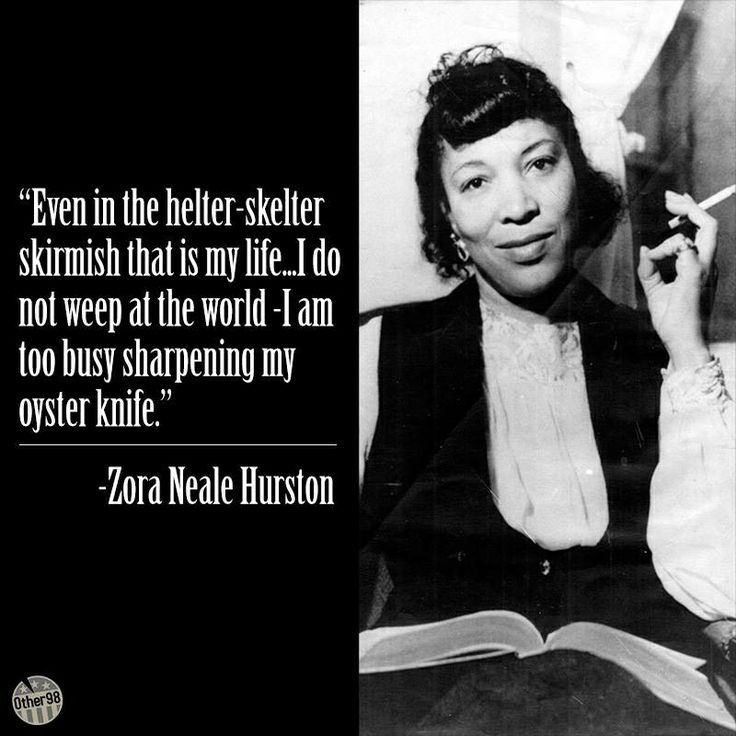 “Even in the helter-skelter
skirmish that is my life...I do
not weep at the world -I am
too busy sharpening my
oyster knife.”
-Zora Neale Hurston
Other98